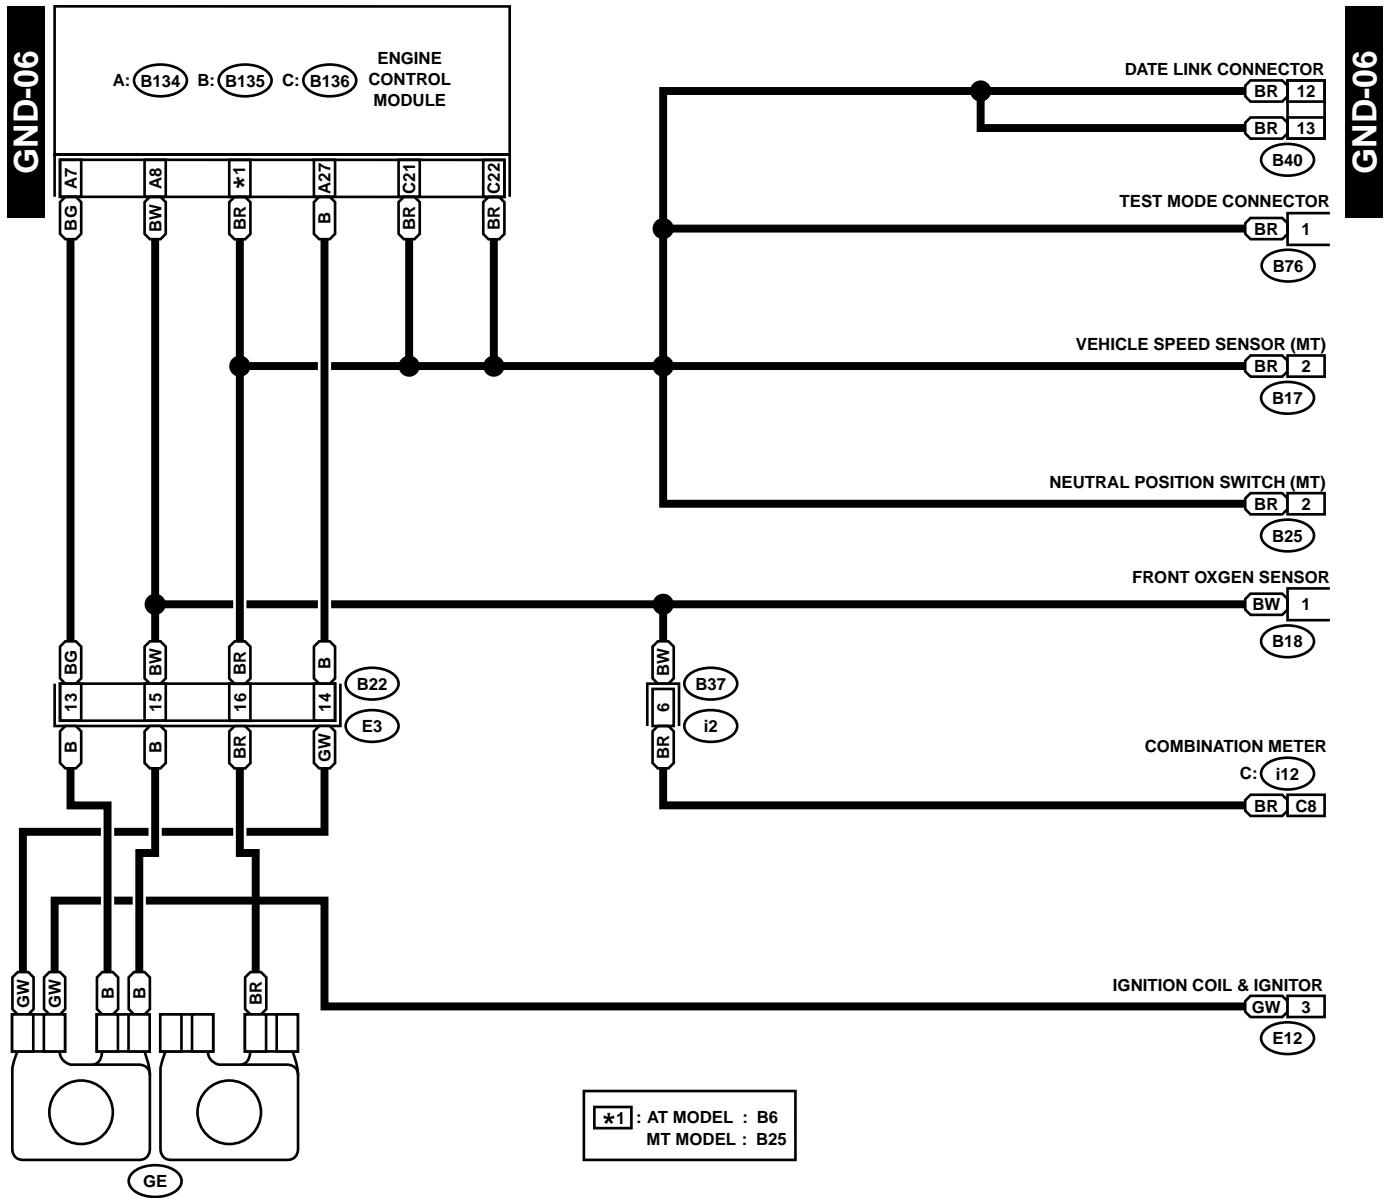 GND-06
GND-06
A: B134 B: B135 C: B136
ENGINE
CONTROL
MODULE
A7 A8 *1 A27 C21 C22
BG BW BR B BR BR
DATE LINK CONNECTOR
BR 12
BR 13
B40
TEST MODE CONNECTOR
BR 1
B76
VEHICLE SPEED SENSOR (MT)
BR 2
B17
NEUTRAL POSITION SWITCH (MT)
BR 2
B25
FRONT OXGEN SENSOR
BW 1
B18
BG BW BR B
13 15 16 14
B22
E3
B B BR GW
BW
6
BR
B37
i2
COMBINATION METER
C: i12
BR C8
GW GW B B BR
IGNITION COIL & IGNITOR
GW 3
E12
GE
*1 : AT MODEL : B6
MT MODEL : B25